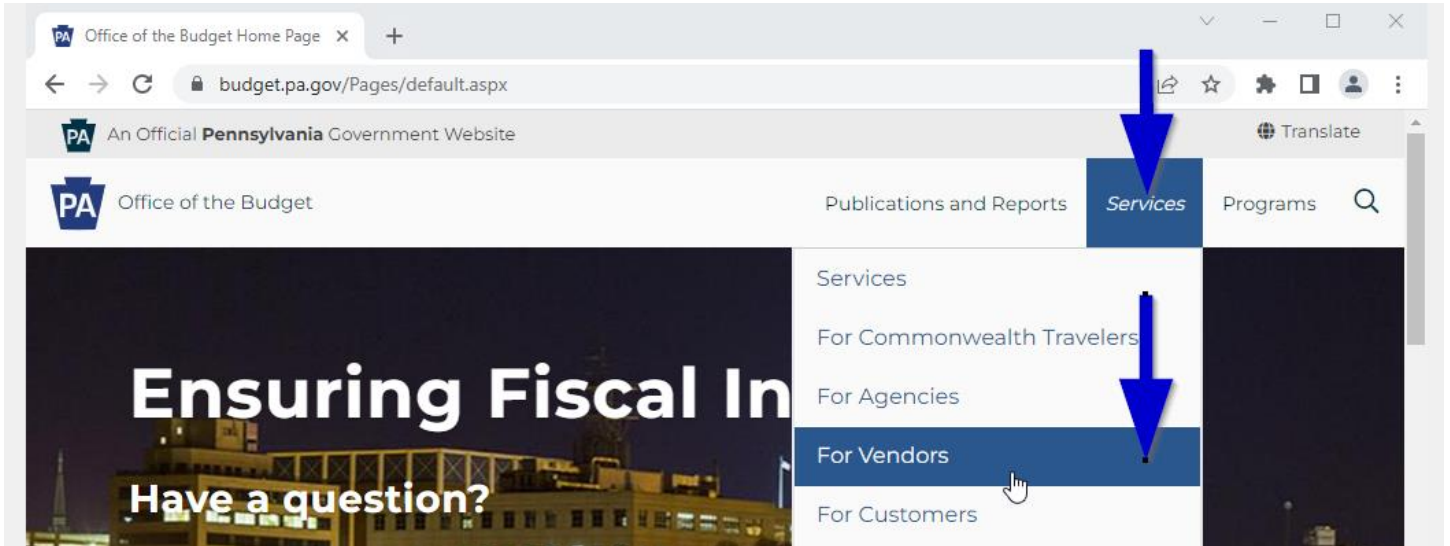 PA Office of the Budget Home Page
budget.pa.gov/Pages/default.aspx
PA An Official Pennsylvania Government Website
Translate
PA Office of the Budget
Publications and Reports
Services
Programs
Services
For Commonwealth Travelers
For Agencies
For Vendors
For Customers
Ensuring Fiscal In
Have a question?